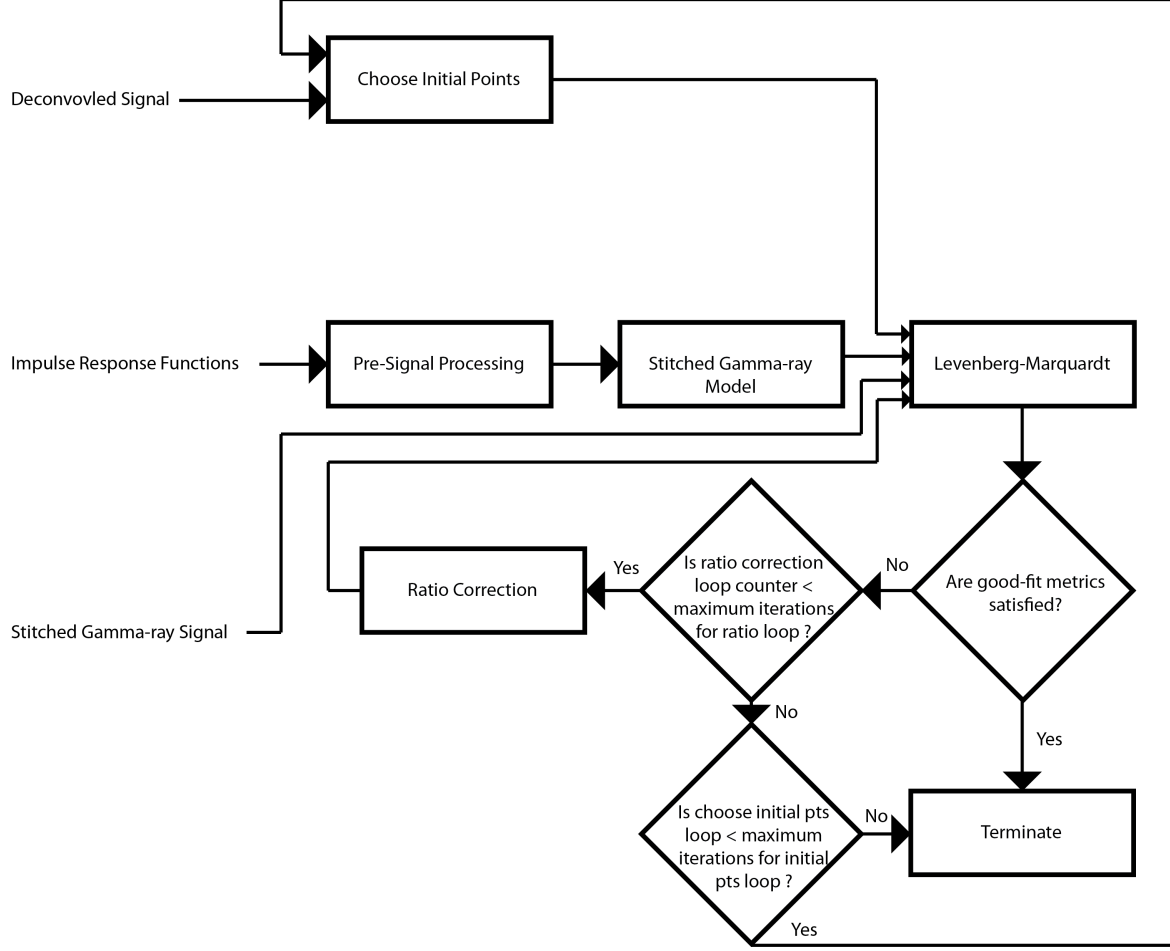 Choose Initial Points
Deconvovled Signal
Impulse Response Functions
Pre-Signal Processing
Stitched Gamma-ray
Model
Levenberg-Marquardt
Stitched Gamma-ray Signal
Ratio Correction
Yes
Is ratio correction
loop counter <
maximum iterations
for ratio loop ?
No
Are good-fit metrics
satisfied?
No
Yes
Is choose initial pts
loop < maximum
iterations for initial
pts loop ?
No
Terminate
Yes